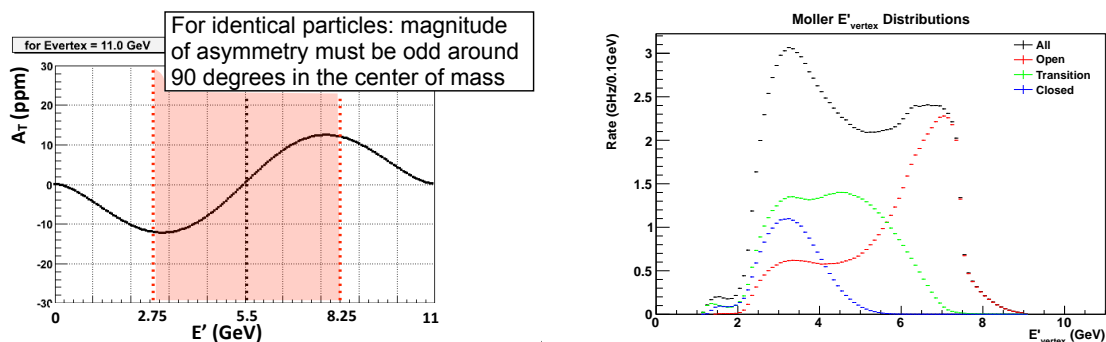 For identical particles: magnitude
of asymmetry must be odd around
90 degrees in the center of mass
for Evertex = 11.0 GeV
A_T (ppm)
30
20
10
0
-10
-20
-30
0 2.75 5.5 8.25 11
E' (GeV)
Moller E'vertex Distributions
Rate (GHz/0.1GeV)
3
2.5
2
1.5
1
0.5
0
All
Open
Transition
Closed
0 2 4 6 8 10
E'vertex (GeV)